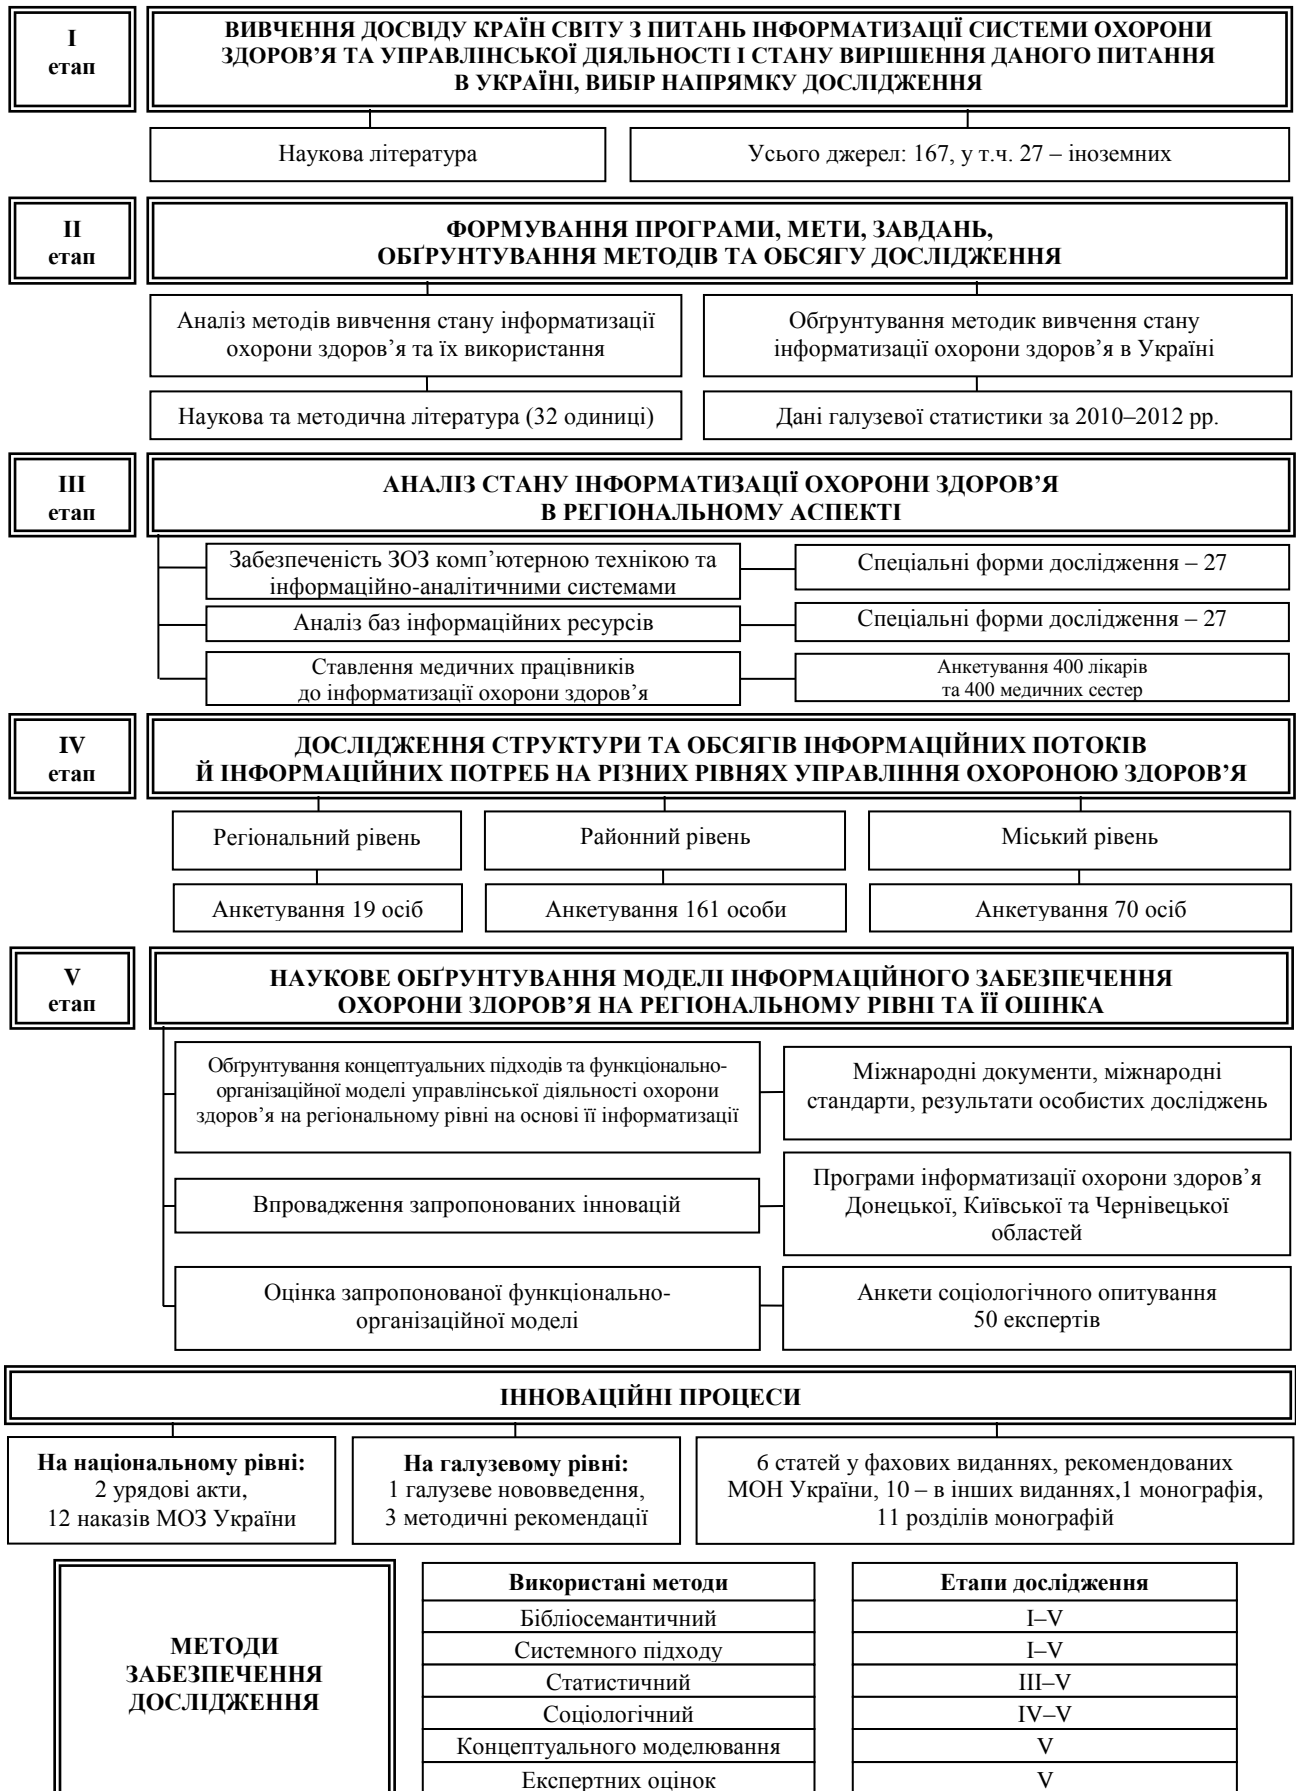 I
етап
ВИВЧЕННЯ ДОСВІДУ КРАЇН СВІТУ З ПИТАНЬ ІНФОРМАТИЗАЦІЇ СИСТЕМИ ОХОРОНИ
ЗДОРОВ’Я ТА УПРАВЛІНСЬКОЇ ДІЯЛЬНОСТІ І СТАНУ ВИРІШЕННЯ ДАНОГО ПИТАННЯ
В УКРАЇНІ, ВИБІР НАПРЯМКУ ДОСЛІДЖЕННЯ
Наукова література
Усього джерел: 167, у т.ч. 27 – іноземних
II
етап
ФОРМУВАННЯ ПРОГРАМИ, МЕТИ, ЗАВДАНЬ,
ОБҐРУНТУВАННЯ МЕТОДІВ ТА ОБСЯГУ ДОСЛІДЖЕННЯ
Аналіз методів вивчення стану інформатизації
охорони здоров’я та їх використання
Обґрунтування методик вивчення стану
інформатизації охорони здоров’я в Україні
Наукова та методична література (32 одиниці)
Дані галузевої статистики за 2010–2012 рр.
III
етап
АНАЛІЗ СТАНУ ІНФОРМАТИЗАЦІЇ ОХОРОНИ ЗДОРОВ’Я
В РЕГІОНАЛЬНОМУ АСПЕКТІ
Забезпеченість ЗОЗ комп’ютерною технікою та
інформаційно-аналітичними системами
Спеціальні форми дослідження – 27
Аналіз баз інформаційних ресурсів
Спеціальні форми дослідження – 27
Ставлення медичних працівників
до інформатизації охорони здоров’я
Анкетування 400 лікарів
та 400 медичних сестер
IV
етап
ДОСЛІДЖЕННЯ СТРУКТУРИ ТА ОБСЯГІВ ІНФОРМАЦІЙНИХ ПОТОКІВ
Й ІНФОРМАЦІЙНИХ ПОТРЕБ НА РІЗНИХ РІВНЯХ УПРАВЛІННЯ ОХОРОНОЮ ЗДОРОВ’Я
Регіональний рівень
Районний рівень
Міський рівень
Анкетування 19 осіб
Анкетування 161 особи
Анкетування 70 осіб
V
етап
НАУКОВЕ ОБҐРУНТУВАННЯ МОДЕЛІ ІНФОРМАЦІЙНОГО ЗАБЕЗПЕЧЕННЯ
ОХОРОНИ ЗДОРОВ’Я НА РЕГІОНАЛЬНОМУ РІВНІ ТА ЇЇ ОЦІНКА
Обґрунтування концептуальних підходів та функціонально-
організаційної моделі управлінської діяльності охорони
здоров’я на регіональному рівні на основі її інформатизації
Міжнародні документи, міжнародні
стандарти, результати особистих досліджень
Впровадження запропонованих інновацій
Програми інформатизації охорони здоров’я
Донецької, Київської та Чернівецької
областей
Оцінка запропонованої функціонально-
організаційної моделі
Анкети соціологічного опитування
50 експертів
ІННОВАЦІЙНІ ПРОЦЕСИ
На національному рівні:
2 урядові акти,
12 наказів МОЗ України
На галузевому рівні:
1 галузеве нововведення,
3 методичні рекомендації
6 статей у фахових виданнях, рекомендованих
МОН України, 10 – в інших виданнях,1 монографія,
11 розділів монографій
МЕТОДИ
ЗАБЕЗПЕЧЕННЯ
ДОСЛІДЖЕННЯ
Використані методи
Етапи дослідження
Бібліосемантичний
I–V
Системного підходу
I–V
Статистичний
III–V
Соціологічний
IV–V
Концептуального моделювання
V
Експертних оцінок
V